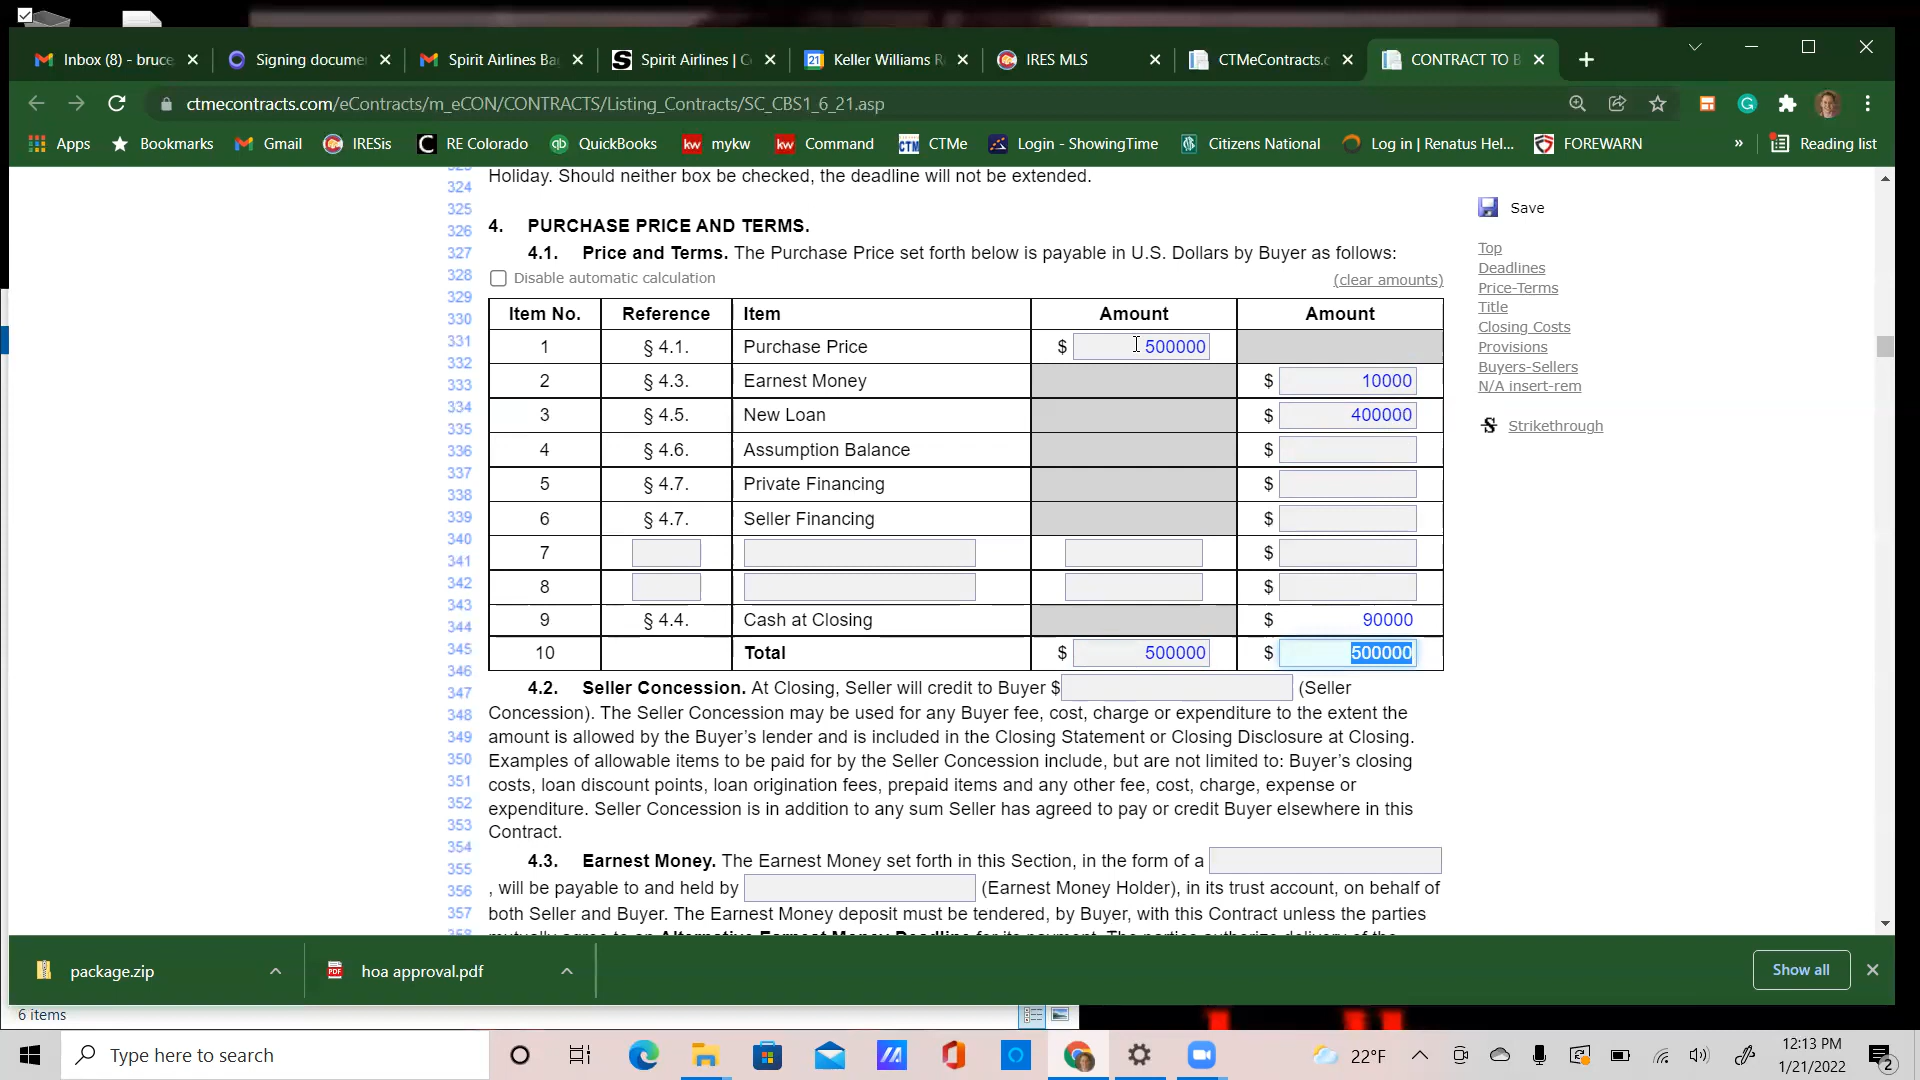 Inbox (8) - bruce
Signing documen
Spirit Airlines Ba
Spirit Airlines | C
Keller Williams R
IRES MLS
CTMeContracts.c
CONTRACT TO B
ctmecontracts.com/eContracts/m_eCON/CONTRACTS/Listing_Contracts/SC_CBS1_6_21.asp
Apps
Bookmarks
Gmail
IRESis
RE Colorado
QuickBooks
mykw
Command
CTMe
Login - ShowingTime
Citizens National
Log in | Renatus Hel...
FOREWARN
»
Reading list
324 Holiday. Should neither box be checked, the deadline will not be extended.
325
326 4. PURCHASE PRICE AND TERMS.
327 4.1. Price and Terms. The Purchase Price set forth below is payable in U.S. Dollars by Buyer as follows:
328 Disable automatic calculation (clear amounts)
329
330 Item No. Reference Item Amount Amount
331 1 § 4.1. Purchase Price $ 500000
332
333 2 § 4.3. Earnest Money $ 10000
334 3 § 4.5. New Loan $ 400000
335
336 4 § 4.6. Assumption Balance $
337
338 5 § 4.7. Private Financing $
339 6 § 4.7. Seller Financing $
340
341 7 $
342 8 $
343
344 9 § 4.4. Cash at Closing $ 90000
345 10 Total $ 500000 $ 500000
346
347 4.2. Seller Concession. At Closing, Seller will credit to Buyer $ (Seller
348 Concession). The Seller Concession may be used for any Buyer fee, cost, charge or expenditure to the extent the
349 amount is allowed by the Buyer's lender and is included in the Closing Statement or Closing Disclosure at Closing.
350 Examples of allowable items to be paid for by the Seller Concession include, but are not limited to: Buyer's closing
351 costs, loan discount points, loan origination fees, prepaid items and any other fee, cost, charge, expense or
352 expenditure. Seller Concession is in addition to any sum Seller has agreed to pay or credit Buyer elsewhere in this
353
354 Contract.
355 4.3. Earnest Money. The Earnest Money set forth in this Section, in the form of a
356 , will be payable to and held by (Earnest Money Holder), in its trust account, on behalf of
357 both Seller and Buyer. The Earnest Money deposit must be tendered, by Buyer, with this Contract unless the parties
Save
Top
Deadlines
Price-Terms
Title
Closing Costs
Provisions
Buyers-Sellers
N/A insert-rem
S Strikethrough
package.zip
hoa approval.pdf
Show all
6 items
Type here to search
22°F
12:13 PM
1/21/2022
2